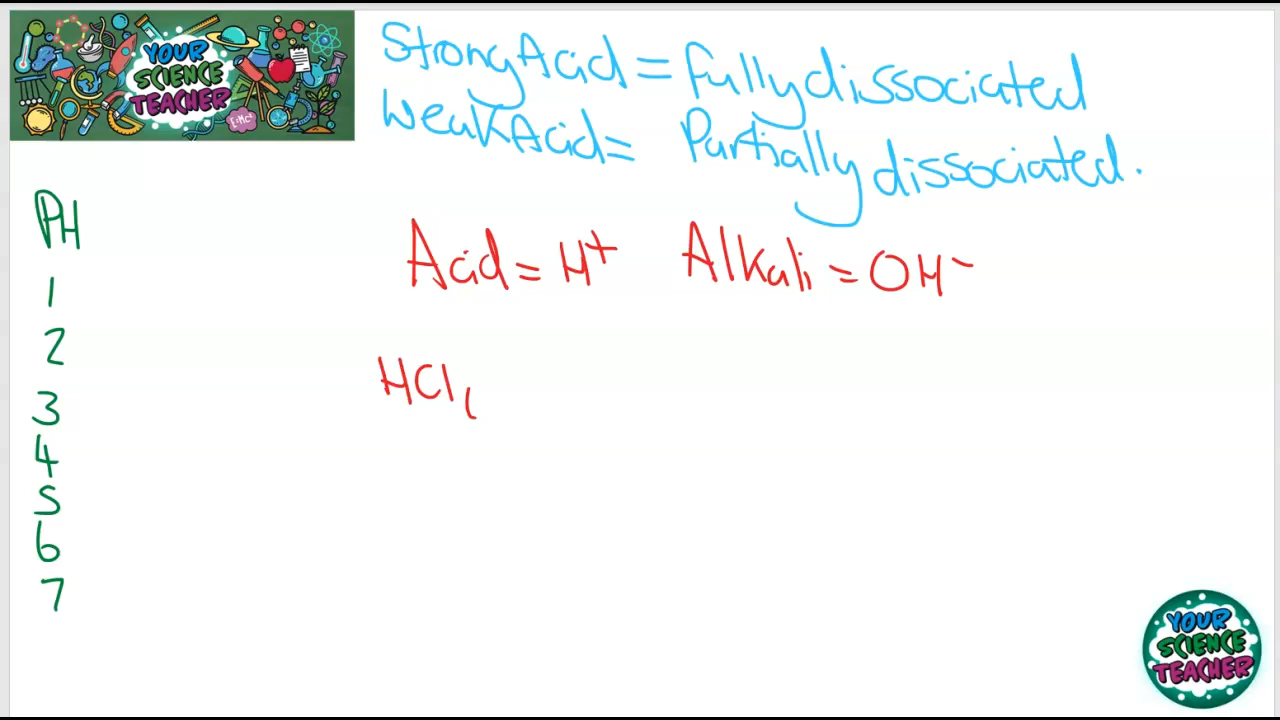 YOUR
SCIENCE
TEACHER
E=MC²
Strong Acid = fully dissociated
Weak Acid = Partially dissociated.
PH
1
2
3
4
5
6
7
Acid = H+ Alkali = OH-
HCl(
YOUR
SCIENCE
TEACHER